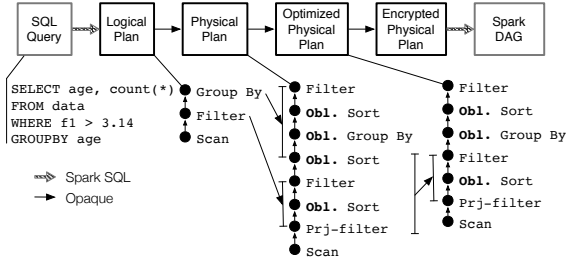 SQL
Query
Logical
Plan
Physical
Plan
Optimized
Physical
Plan
Encrypted
Physical
Plan
Spark
DAG
SELECT age, count(*)
FROM data
WHERE f1 > 3.14
GROUPBY age
Spark SQL
Opaque
Group By
Filter
Scan
Filter
Obl. Sort
Obl. Group By
Obl. Sort
Filter
Obl. Sort
Prj-filter
Scan
Filter
Obl. Sort
Obl. Group By
Filter
Obl. Sort
Prj-filter
Scan